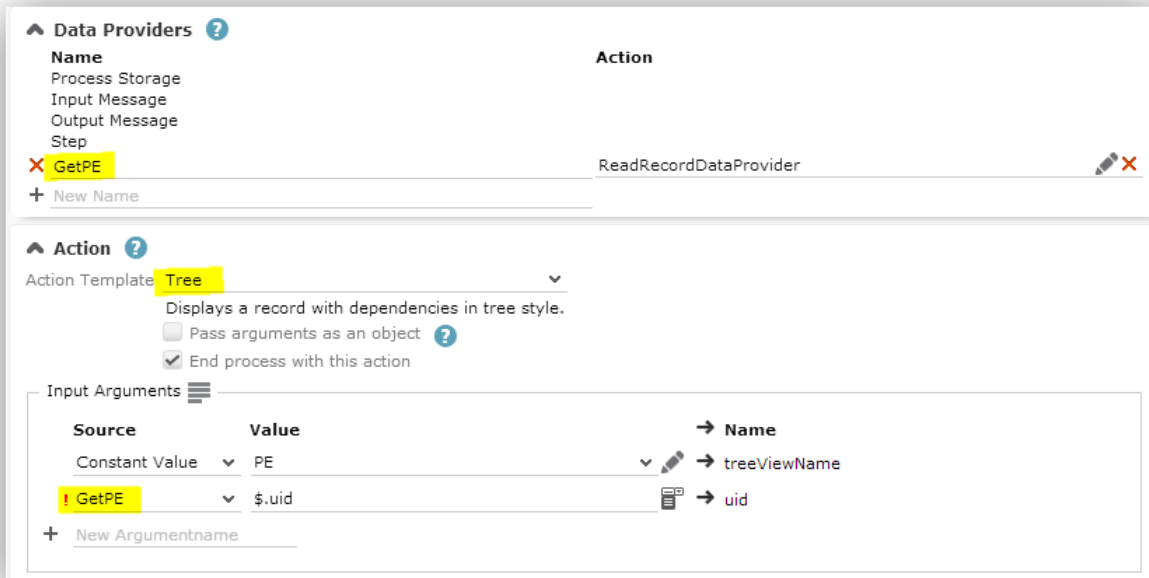 Data Providers ?
Name Action
Process Storage
Input Message
Output Message
Step
GetPE ReadRecordDataProvider
+ New Name
Action ?
Action Template Tree
Displays a record with dependencies in tree style.
Pass arguments as an object ?
End process with this action
Input Arguments
Source Value → Name
Constant Value PE → treeViewName
! GetPE $.uid → uid
+ New Argumentname